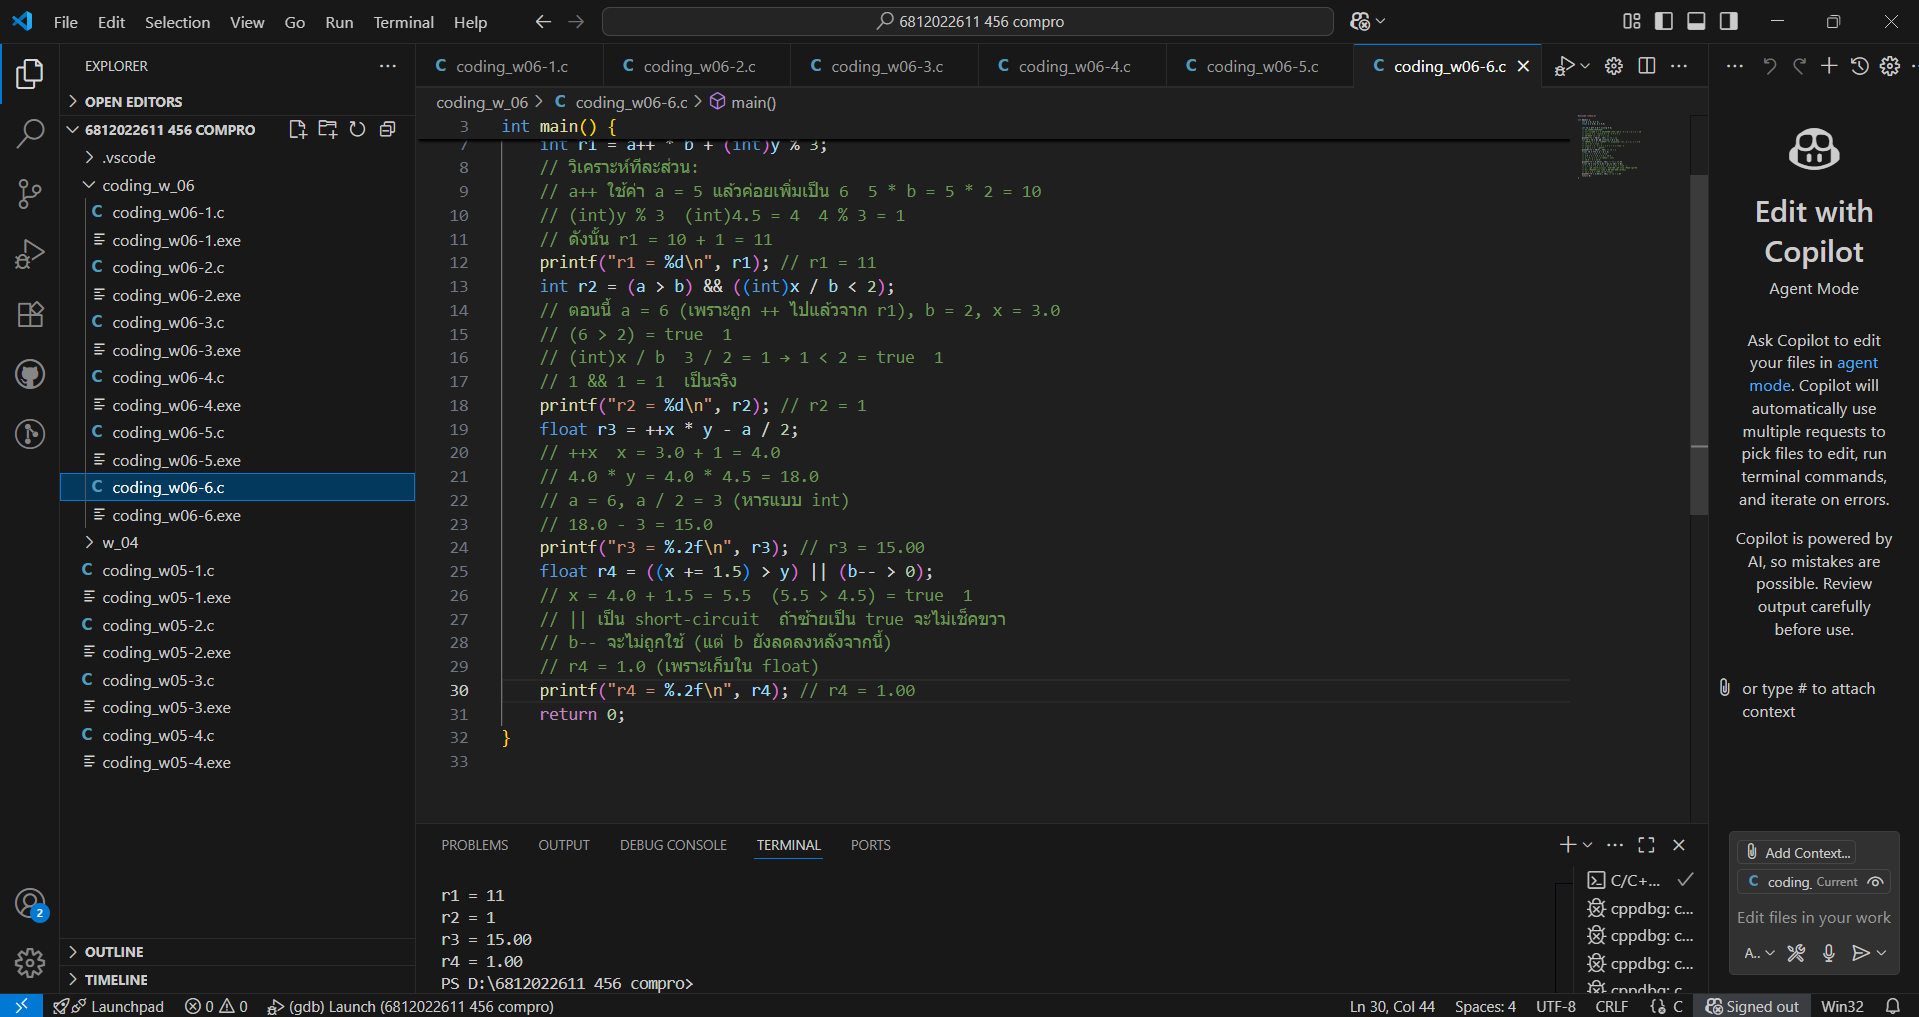 File Edit Selection View Go Run Terminal Help
6812022611 456 compro
EXPLORER
OPEN EDITORS
6812022611 456 COMPRO
.vscode
coding_w_06
coding_w06-1.c
coding_w06-1.exe
coding_w06-2.c
coding_w06-2.exe
coding_w06-3.c
coding_w06-3.exe
coding_w06-4.c
coding_w06-4.exe
coding_w06-5.c
coding_w06-5.exe
coding_w06-6.c
coding_w06-6.exe
w_04
coding_w05-1.c
coding_w05-1.exe
coding_w05-2.c
coding_w05-2.exe
coding_w05-3.c
coding_w05-3.exe
coding_w05-4.c
coding_w05-4.exe
OUTLINE
TIMELINE
coding_w06-1.c coding_w06-2.c coding_w06-3.c coding_w06-4.c coding_w06-5.c coding_w06-6.c
coding_w_06 > C coding_w06-6.c > main()
3 int main() {
7 int r1 = a++ * b + (int)y % 3;
8 // วิเคราะห์ทีละส่วน:
9 // a++ ใช้ค่า a = 5 แล้วค่อยเพิ่มเป็น 6 5 * b = 5 * 2 = 10
10 // (int)y % 3 (int)4.5 = 4 4 % 3 = 1
11 // ดังนั้น r1 = 10 + 1 = 11
12 printf("r1 = %d\n", r1); // r1 = 11
13 int r2 = (a > b) && ((int)x / b < 2);
14 // ตอนนี้ a = 6 (เพราะถูก ++ ไปแล้วจาก r1), b = 2, x = 3.0
15 // (6 > 2) = true 1
16 // (int)x / b 3 / 2 = 1 → 1 < 2 = true 1
17 // 1 && 1 = 1 เป็นจริง
18 printf("r2 = %d\n", r2); // r2 = 1
19 float r3 = ++x * y - a / 2;
20 // ++x x = 3.0 + 1 = 4.0
21 // 4.0 * y = 4.0 * 4.5 = 18.0
22 // a = 6, a / 2 = 3 (หารแบบ int)
23 // 18.0 - 3 = 15.0
24 printf("r3 = %.2f\n", r3); // r3 = 15.00
25 float r4 = ((x += 1.5) > y) || (b-- > 0);
26 // x = 4.0 + 1.5 = 5.5 (5.5 > 4.5) = true 1
27 // || เป็น short-circuit ถ้าซ้ายเป็น true จะไม่เช็คขวา
28 // b-- จะไม่ถูกใช้ (แต่ b ยังลดลงหลังจากนี้)
29 // r4 = 1.0 (เพราะเก็บใน float)
30 printf("r4 = %.2f\n", r4); // r4 = 1.00
31 return 0;
32 }
33
PROBLEMS OUTPUT DEBUG CONSOLE TERMINAL PORTS
r1 = 11
r2 = 1
r3 = 15.00
r4 = 1.00
PS D:\6812022611 456 compro>
C/C+...
cppdbg: c...
cppdbg: c...
cppdbg: c...
cppdbg: c...
Edit with
Copilot
Agent Mode
Ask Copilot to edit
your files in agent
mode. Copilot will
automatically use
multiple requests to
pick files to edit, run
terminal commands,
and iterate on errors.
Copilot is powered by
AI, so mistakes are
possible. Review
output carefully
before use.
or type # to attach
context
Add Context...
C coding. Current
Edit files in your work
A..
2
Launchpad 0 0 (gdb) Launch (6812022611 456 compro) Ln 30, Col 44 Spaces: 4 UTF-8 CRLF {} C Signed out Win32